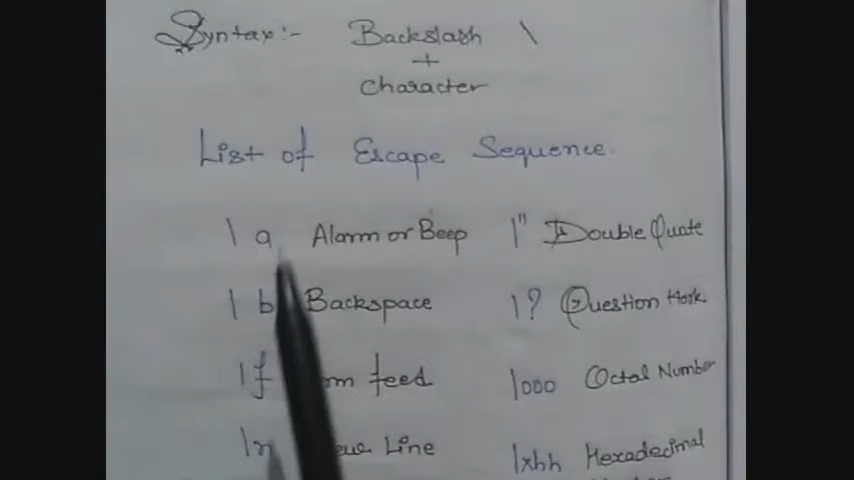 Syntax:- Backslash \
+
Character
List of Escape Sequence.
\a Alarm or Beep
\b Backspace
\f feed
\n Line
\" Double Quote
\? Question Mark
\ooo Octal Number
\xhh Hexadecimal